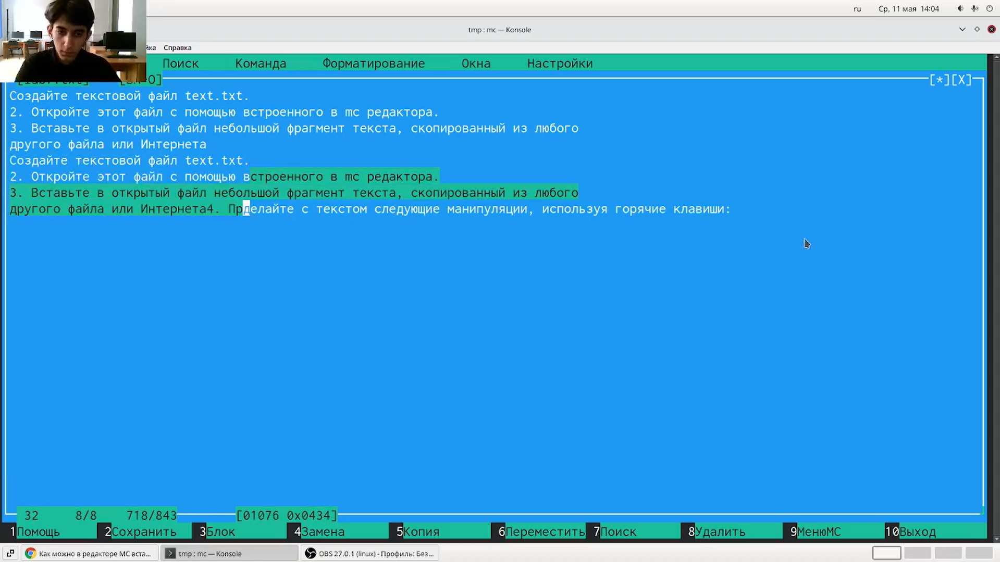 ru Ср, 11 мая 14:04
tmp : mc — Konsole
Справка
Поиск Команда Форматирование Окна Настройки
[*][X]
Создайте текстовой файл text.txt.
2. Откройте этот файл с помощью встроенного в mc редактора.
3. Вставьте в открытый файл небольшой фрагмент текста, скопированный из любого
другого файла или Интернета
Создайте текстовой файл text.txt.
2. Откройте этот файл с помощью встроенного в mc редактора.
3. Вставьте в открытый файл небольшой фрагмент текста, скопированный из любого
другого файла или Интернета4. Прделайте с текстом следующие манипуляции, используя горячие клавиши:
32 8/8 718/843 [01076 0x0434]
1Помощь 2Сохранить 3Блок 4Замена 5Копия 6Переместить 7Поиск 8Удалить 9МенюMC 10Выход
Как можно в редакторе MC вста... tmp : mc — Konsole OBS 27.0.1 (linux) - Профиль: Без...